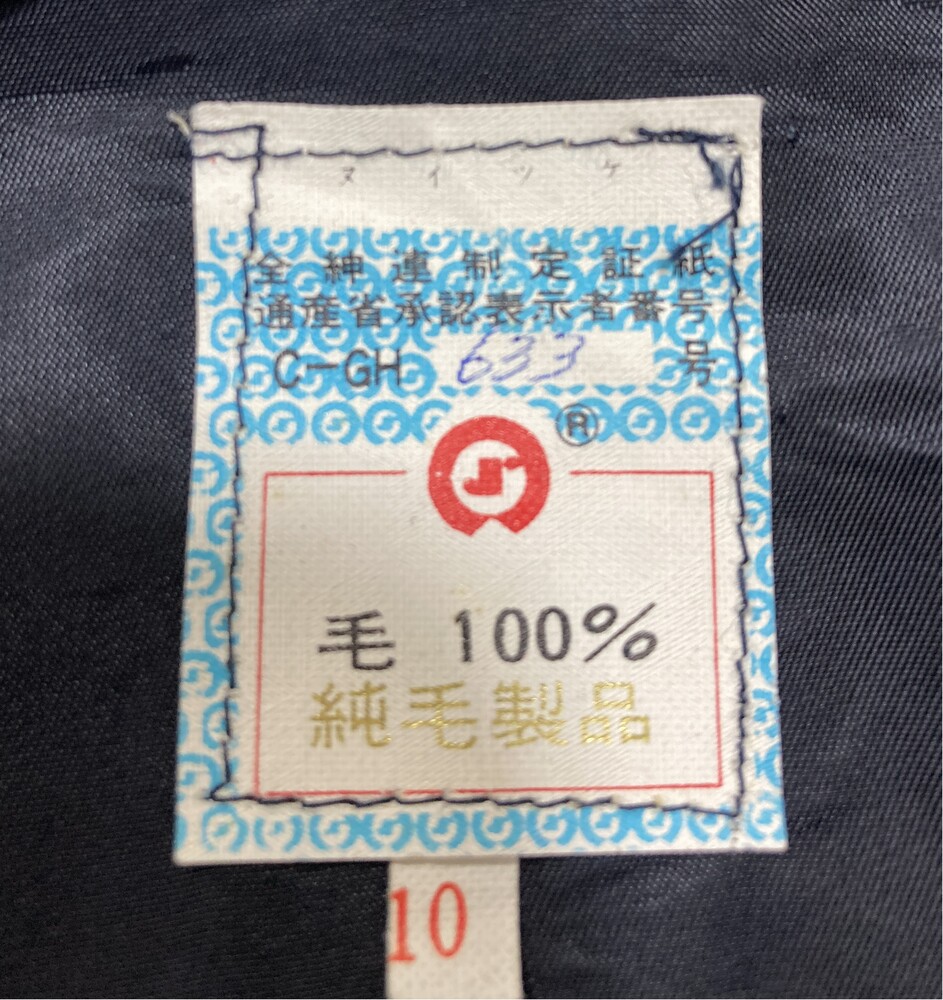 ヌイツケ
全紳連制定証紙
通産省承認表示者番号
C-GH 633 号
®
毛 100%
純毛製品
10